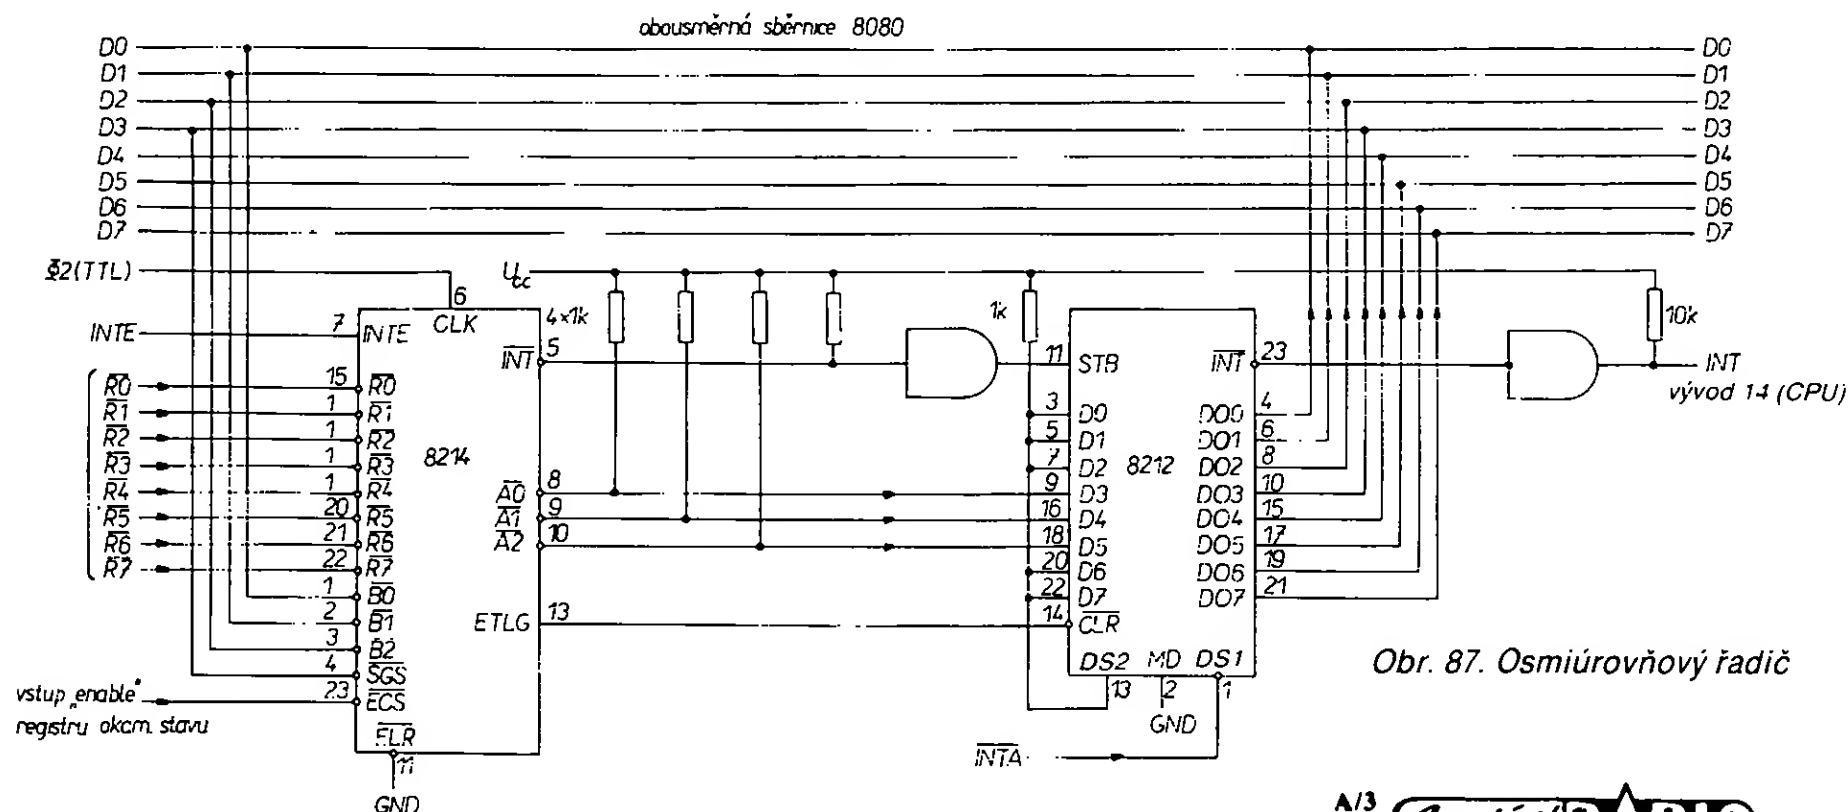 obousměrná sběrnice 8080
D0 D0
D1 D1
D2 D2
D3 D3
D4 D4
D5 D5
D6 D6
D7 D7
Φ2(TTL)
Ucc
6
CLK
4×1k
1k
10k
INTE 7 INTE
INT 5
11 STB
INT 23
INT
vývod 14 (CPU)
R0 15 R0
R1 1 R1
R2 1 R2
R3 1 R3
R4 1 R4
R5 20 R5
R6 21 R6
R7 22 R7
1 B0
2 B1
3 B2
4 SGS
23 ECS
8214
A0 8
A1 9
A2 10
ETLG 13
3 D0
5 D1
7 D2
9 D3
16 D4
18 D5
20 D6
22 D7
14 CLR
8212
DO0 4
DO1 6
DO2 8
DO3 10
DO4 15
DO5 17
DO6 19
DO7 21
DS2 MD DS1
13 2 1
GND
INTA
vstup „enable"
registru okam. stavu
ELR
11
GND
Obr. 87. Osmiúrovňový řadič
A/3